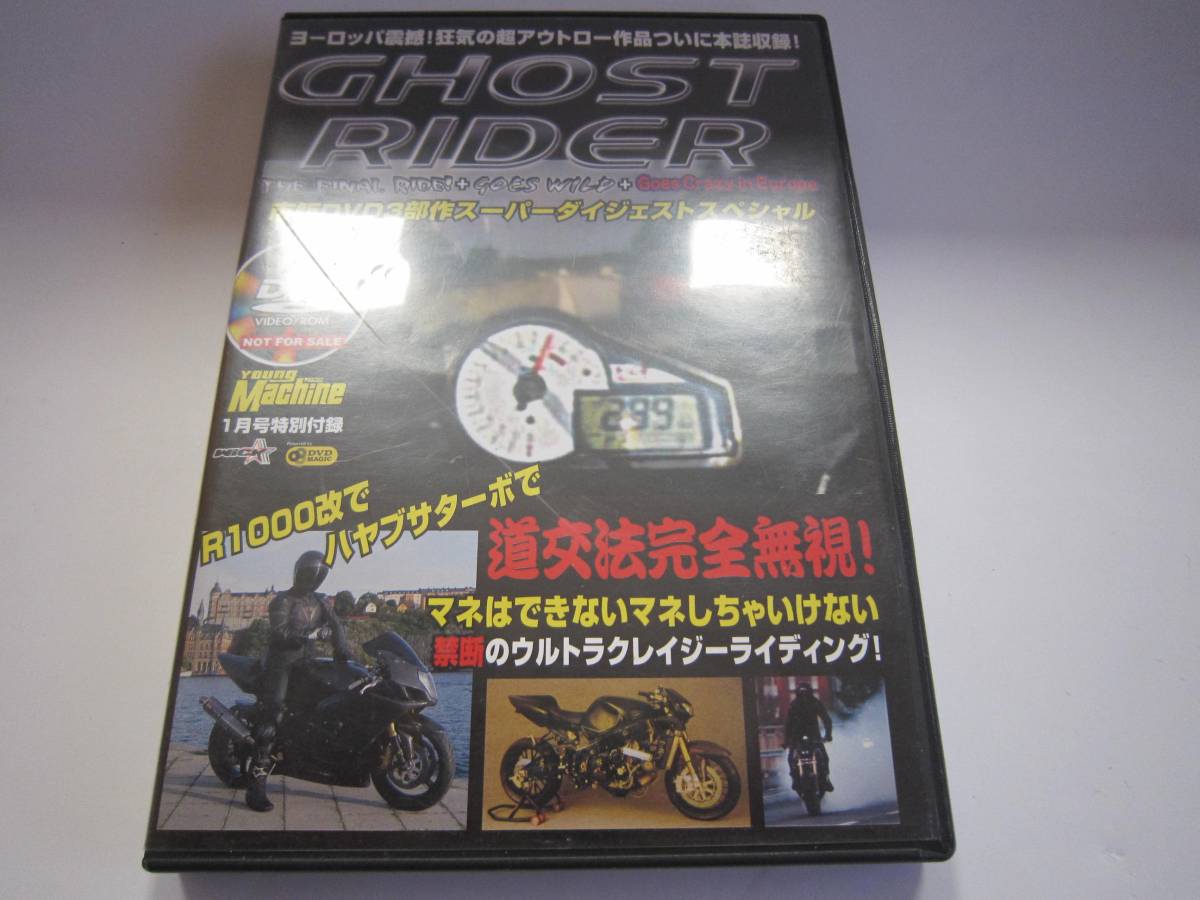 ヨーロッパ震撼!狂気の超アウトロー作品ついに本誌収録!
GHOST
RIDER
THE FINAL RIDE! + GOES WILD + Goes Crazy in Europe
市販DVD3部作スーパーダイジェストスペシャル
VIDEO/ROM
NOT FOR SALE
Young
Machine
1月号特別付録
Powered by
DVD
MAGIC
299
R1000改で
ハヤブサターボで
道交法完全無視!
マネはできないマネしちゃいけない
禁断のウルトラクレイジーライディング!